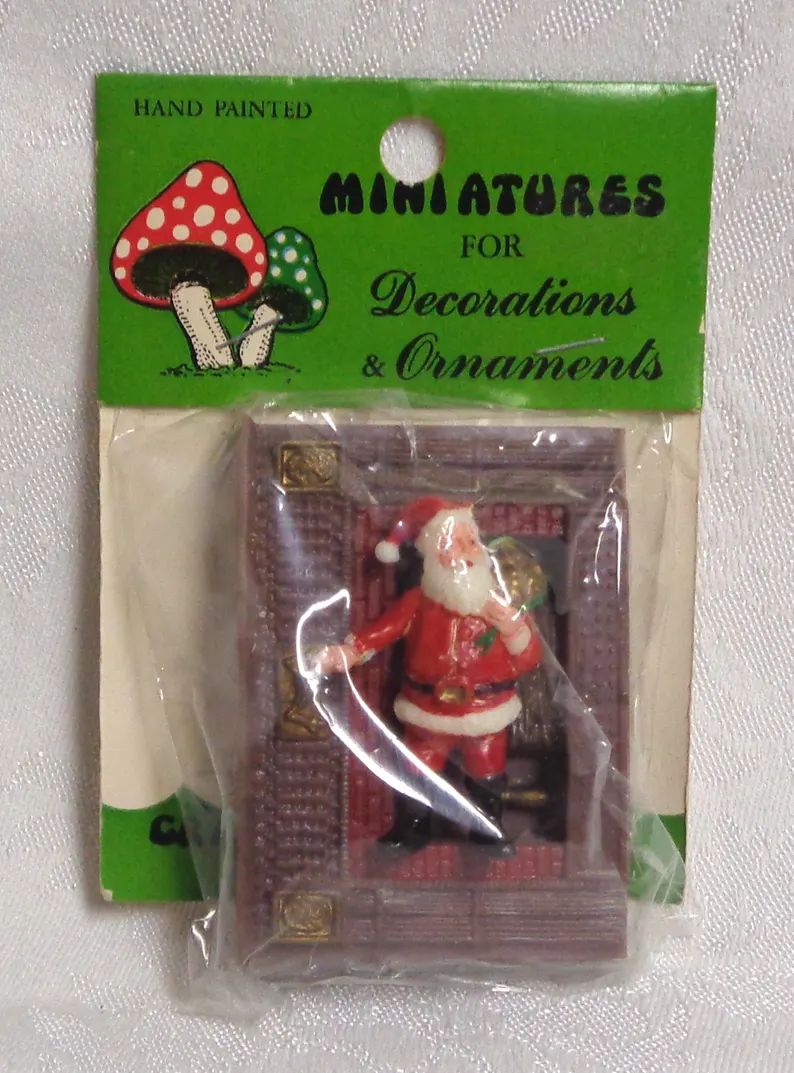 HAND PAINTED
MINIATURES
FOR
Decorations
& Ornaments